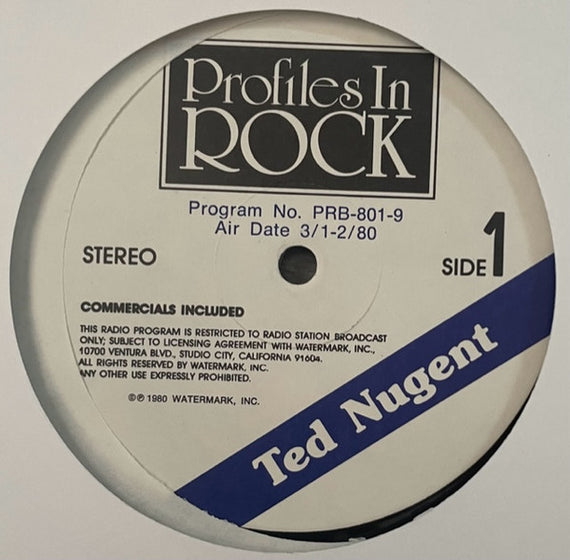 Profiles In
ROCK
Program No. PRB-801-9
Air Date 3/1-2/80
STEREO
SIDE 1
COMMERCIALS INCLUDED
THIS RADIO PROGRAM IS RESTRICTED TO RADIO STATION BROADCAST
ONLY; SUBJECT TO LICENSING AGREEMENT WITH WATERMARK, INC.,
10700 VENTURA BLVD., STUDIO CITY, CALIFORNIA 91604.
ALL RIGHTS RESERVED BY WATERMARK, INC.
ANY OTHER USE EXPRESSLY PROHIBITED.
©℗ 1980 WATERMARK, INC.
Ted Nugent